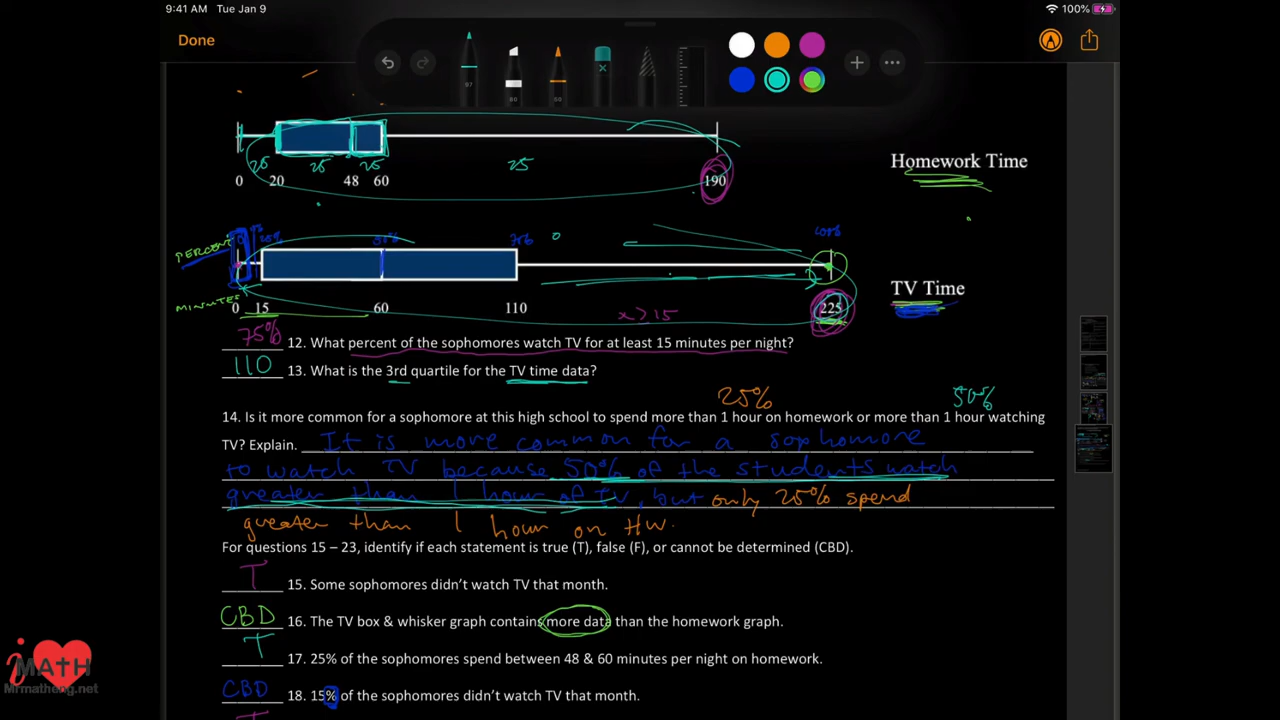 9:41 AM Tue Jan 9
100%
Done
97
86
68
25 25 25 25
0 20 48 60 190
Homework Time
PERCENT
25% 50% 75% 100%
MINUTES
0 15 60 110 225
TV Time
x ≥ 15
75% 12. What percent of the sophomores watch TV for at least 15 minutes per night?
110 13. What is the 3rd quartile for the TV time data?
25% 50%
14. Is it more common for a sophomore at this high school to spend more than 1 hour on homework or more than 1 hour watching
TV? Explain. It is more common for a sophomore
to watch TV because 50% of the students watch
greater than 1 hour of TV, but only 25% spend
greater than 1 hour on HW.
For questions 15 – 23, identify if each statement is true (T), false (F), or cannot be determined (CBD).
T 15. Some sophomores didn't watch TV that month.
CBD 16. The TV box & whisker graph contains more data than the homework graph.
T 17. 25% of the sophomores spend between 48 & 60 minutes per night on homework.
CBD 18. 15% of the sophomores didn't watch TV that month.
i MATH
Mrmatheng.net